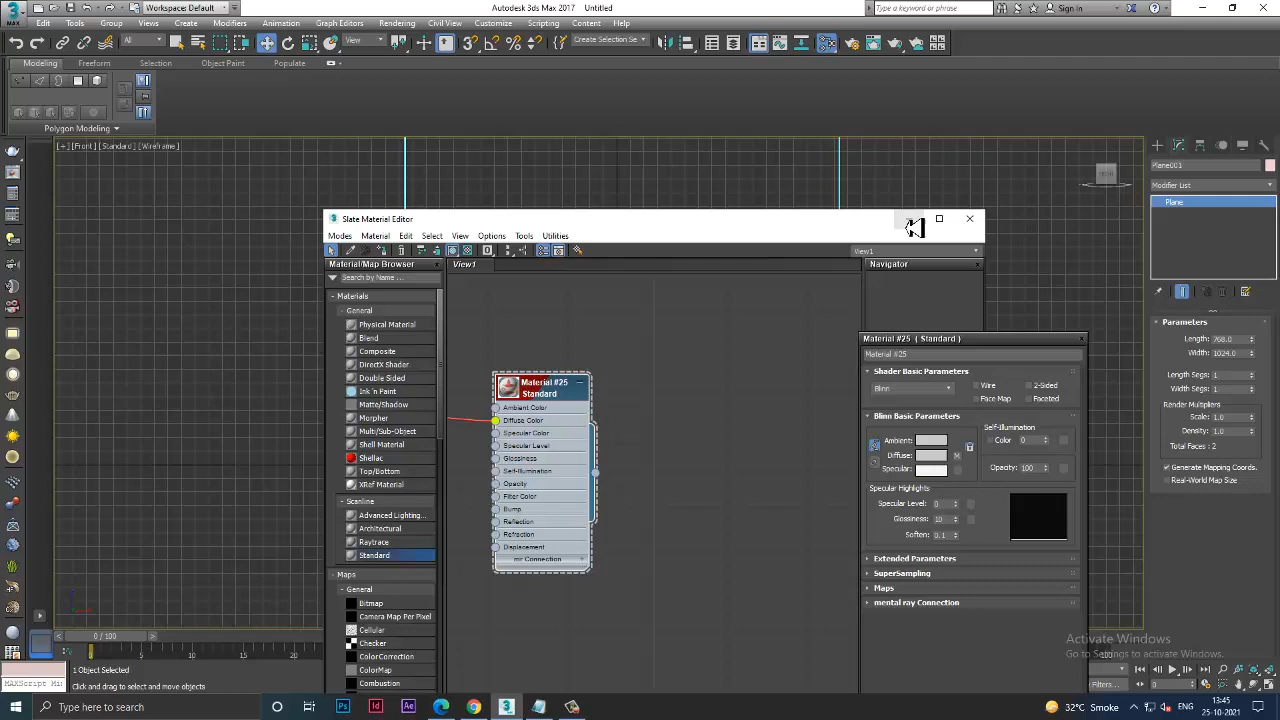 Workspace: Default
Autodesk 3ds Max 2017 Untitled
Type a keyword or phrase
Sign In
MAX
Edit Tools Group Views Create Modifiers Animation Graph Editors Rendering Civil View Customize Scripting Content Help
All
View
Create Selection Se
Modeling Freeform Selection Object Paint Populate
Polygon Modeling
[+] [Front] [Standard] [Wireframe]
Plane001
Modifier List
Plane
Slate Material Editor
Modes Material Edit Select View Options Tools Utilities
View1
Material/Map Browser
View1
Navigator
Search by Name ...
- Materials
- General
Physical Material
Blend
Composite
DirectX Shader
Double Sided
Ink 'n Paint
Matte/Shadow
Morpher
Multi/Sub-Object
Shell Material
Shellac
Top/Bottom
XRef Material
- Scanline
Advanced Lighting...
Architectural
Raytrace
Standard
- Maps
- General
Bitmap
Camera Map Per Pixel
Cellular
Checker
ColorCorrection
ColorMap
Combustion
Material #25
Standard
Ambient Color
Diffuse Color
Specular Color
Specular Level
Glossiness
Self-Illumination
Opacity
Filter Color
Bump
Reflection
Refraction
Displacement
mr Connection
Material #25 ( Standard )
Material #25
Shader Basic Parameters
Blinn
Wire 2-Sided
Face Map Faceted
Blinn Basic Parameters
Self-Illumination
Ambient:
Color 0
Diffuse: M
Specular:
Opacity: 100
Specular Highlights
Specular Level: 0
Glossiness: 10
Soften: 0.1
Extended Parameters
SuperSampling
Maps
mental ray Connection
Parameters
Length: 768.0
Width: 1024.0
Length Segs: 1
Width Segs: 1
Render Multipliers
Scale: 1.0
Density: 1.0
Total Faces: 2
Generate Mapping Coords.
Real-World Map Size
Activate Windows
Go to Settings to activate Windows.
0 / 100
0 5 10 15 20
1 Object Selected
MAXScript Mi
Click and drag to select and move objects
Filters...
0
Type here to search
32°C Smoke
13:45
25-10-2021